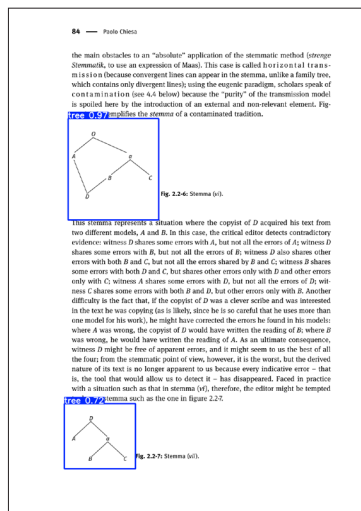 84 — Paolo Chiesa
the main obstacles to an “absolute” application of the stemmatic method (strenge
Stemmatik, to use an expression of Maas). This case is called horizontal trans-
mission (because convergent lines can appear in the stemma, unlike a family tree,
which contains only divergent lines); using the eugenic paradigm, scholars speak of
contamination (see 4.4 below) because the “purity” of the transmission model
is spoiled here by the introduction of an external and non-relevant element. Fig-
tree 0.97 mplifies the stemma of a contaminated tradition.
O
A α
B C
D
Fig. 2.2-6: Stemma (vi).
This stemma represents a situation where the copyist of D acquired his text from
two different models, A and B. In this case, the critical editor detects contradictory
evidence: witness D shares some errors with A, but not all the errors of A; witness D
shares some errors with B, but not all the errors of B; witness D also shares other
errors with both B and C, but not all the errors shared by B and C; witness B shares
some errors with both D and C, but shares other errors only with D and other errors
only with C; witness A shares some errors with D, but not all the errors of D; wit-
ness C shares some errors with both B and D, but other errors only with B. Another
difficulty is the fact that, if the copyist of D was a clever scribe and was interested
in the text he was copying (as is likely, since he is so careful that he uses more than
one model for his work), he might have corrected the errors he found in his models:
where A was wrong, the copyist of D would have written the reading of B; where B
was wrong, he would have written the reading of A. As an ultimate consequence,
witness D might be free of apparent errors, and it might seem to us the best of all
the four; from the stemmatic point of view, however, it is the worst, but the derived
nature of its text is no longer apparent to us because every indicative error – that
is, the tool that would allow us to detect it – has disappeared. Faced in practice
with a situation such as that in stemma (vi), therefore, the editor might be tempted
tree 0.72 stemma such as the one in figure 2.2-7.
D
A α
B C
Fig. 2.2-7: Stemma (vii).